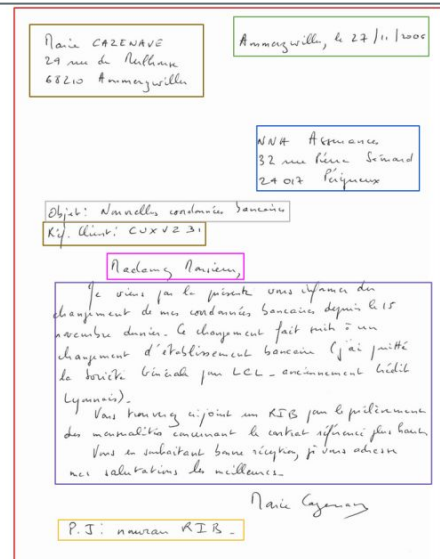 Marie CAZENAVE
29 rue de Mulhouse
68210 Ammerzwiller
Ammerzwiller, le 27/11/2006
NNA Assurances
32 rue Pierre Sémard
24017 Périgueux
Objet: Nouvelles coordonnées bancaires
Réf. Client: CUXVZ31
Madame, Monsieur,
Je viens par la présente vous informer du
changement de mes coordonnées bancaires depuis le 15
novembre dernier. Ce changement fait suite à un
changement d'établissement bancaire (j'ai quitté
la Société Générale pour LCL - anciennement Crédit
Lyonnais).
Vous trouverez ci-joint un RIB pour le prélèvement
des mensualités concernant le contrat référencé plus haut.
Vous en souhaitant bonne réception, je vous adresse
mes salutations les meilleures.
Marie Cazenave
P.J: nouveau RIB.